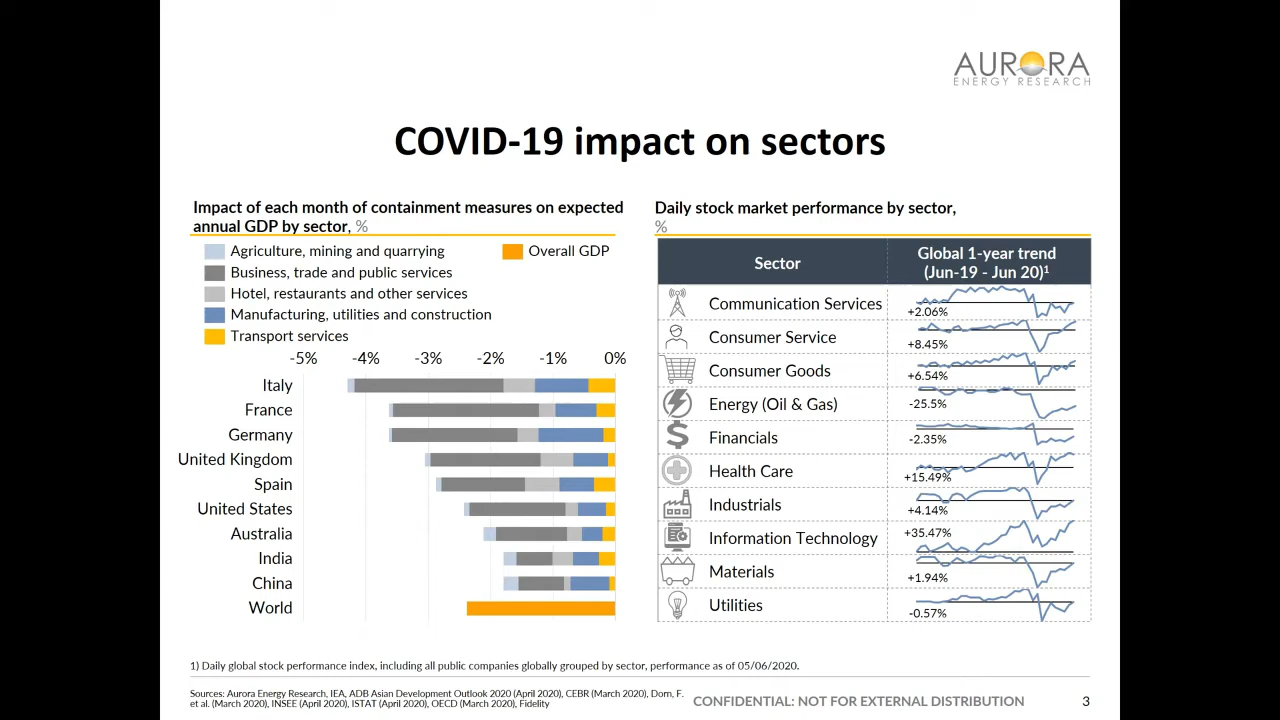 AURORA
ENERGY RESEARCH
COVID-19 impact on sectors
Impact of each month of containment measures on expected
annual GDP by sector, %
Agriculture, mining and quarrying
Overall GDP
Business, trade and public services
Hotel, restaurants and other services
Manufacturing, utilities and construction
Transport services
-5% -4% -3% -2% -1% 0%
Italy
France
Germany
United Kingdom
Spain
United States
Australia
India
China
World
Daily stock market performance by sector,
%
Sector
Global 1-year trend
(Jun-19 - Jun 20)¹
Communication Services
+2.06%
Consumer Service
+8.45%
Consumer Goods
+6.54%
Energy (Oil & Gas)
-25.5%
Financials
-2.35%
Health Care
+15.49%
Industrials
+4.14%
Information Technology
+35.47%
Materials
+1.94%
Utilities
-0.57%
1) Daily global stock performance index, including all public companies globally grouped by sector, performance as of 05/06/2020.
Sources: Aurora Energy Research, IEA, ADB Asian Development Outlook 2020 (April 2020), CEBR (March 2020), Dorn, F.
et al. (March 2020), INSEE (April 2020), ISTAT (April 2020), OECD (March 2020), Fidelity
CONFIDENTIAL: NOT FOR EXTERNAL DISTRIBUTION
3